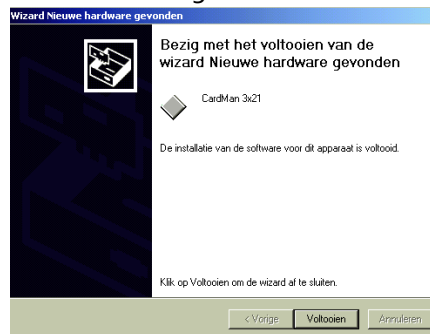 Wizard Nieuwe hardware gevonden
Bezig met het voltooien van de
wizard Nieuwe hardware gevonden
CardMan 3x21
De installatie van de software voor dit apparaat is voltooid.
Klik op Voltooien om de wizard af te sluiten.
< Vorige Voltooien Annuleren